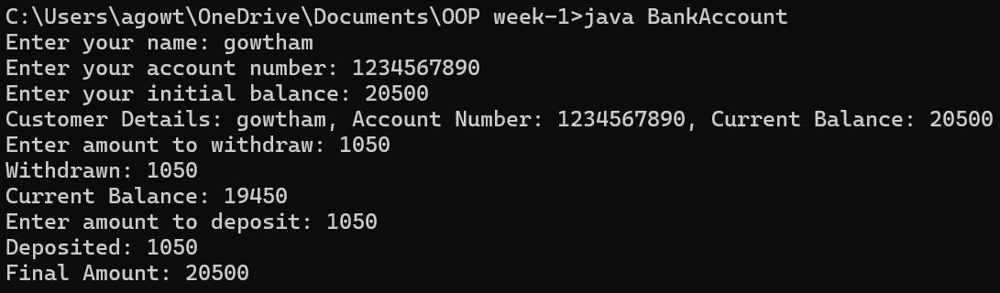 C:\Users\agowt\OneDrive\Documents\OOP week-1>java BankAccount
Enter your name: gowtham
Enter your account number: 1234567890
Enter your initial balance: 20500
Customer Details: gowtham, Account Number: 1234567890, Current Balance: 20500
Enter amount to withdraw: 1050
Withdrawn: 1050
Current Balance: 19450
Enter amount to deposit: 1050
Deposited: 1050
Final Amount: 20500